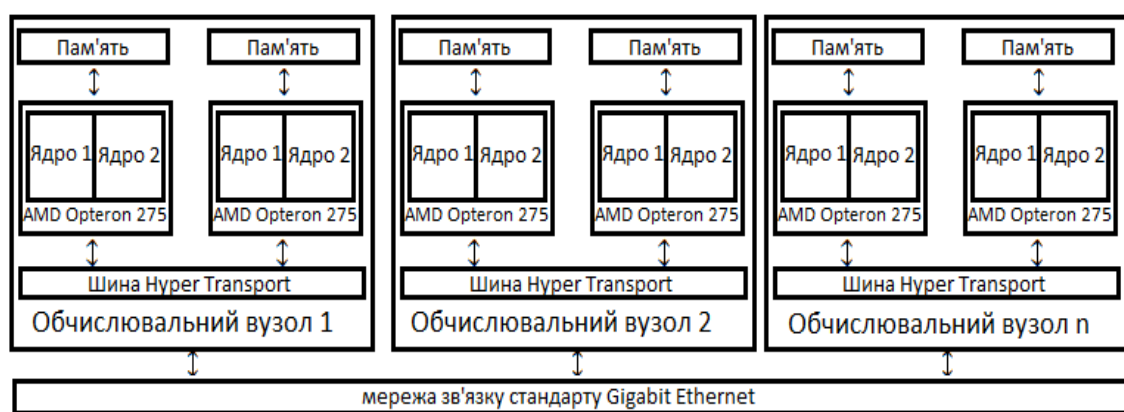 Пам'ять Пам'ять Пам'ять Пам'ять Пам'ять Пам'ять
Ядро 1 Ядро 2 Ядро 1 Ядро 2 Ядро 1 Ядро 2 Ядро 1 Ядро 2 Ядро 1 Ядро 2 Ядро 1 Ядро 2
AMD Opteron 275 AMD Opteron 275 AMD Opteron 275 AMD Opteron 275 AMD Opteron 275 AMD Opteron 275
Шина Hyper Transport Шина Hyper Transport Шина Hyper Transport
Обчислювальний вузол 1 Обчислювальний вузол 2 Обчислювальний вузол n
мережа зв'язку стандарту Gigabit Ethernet